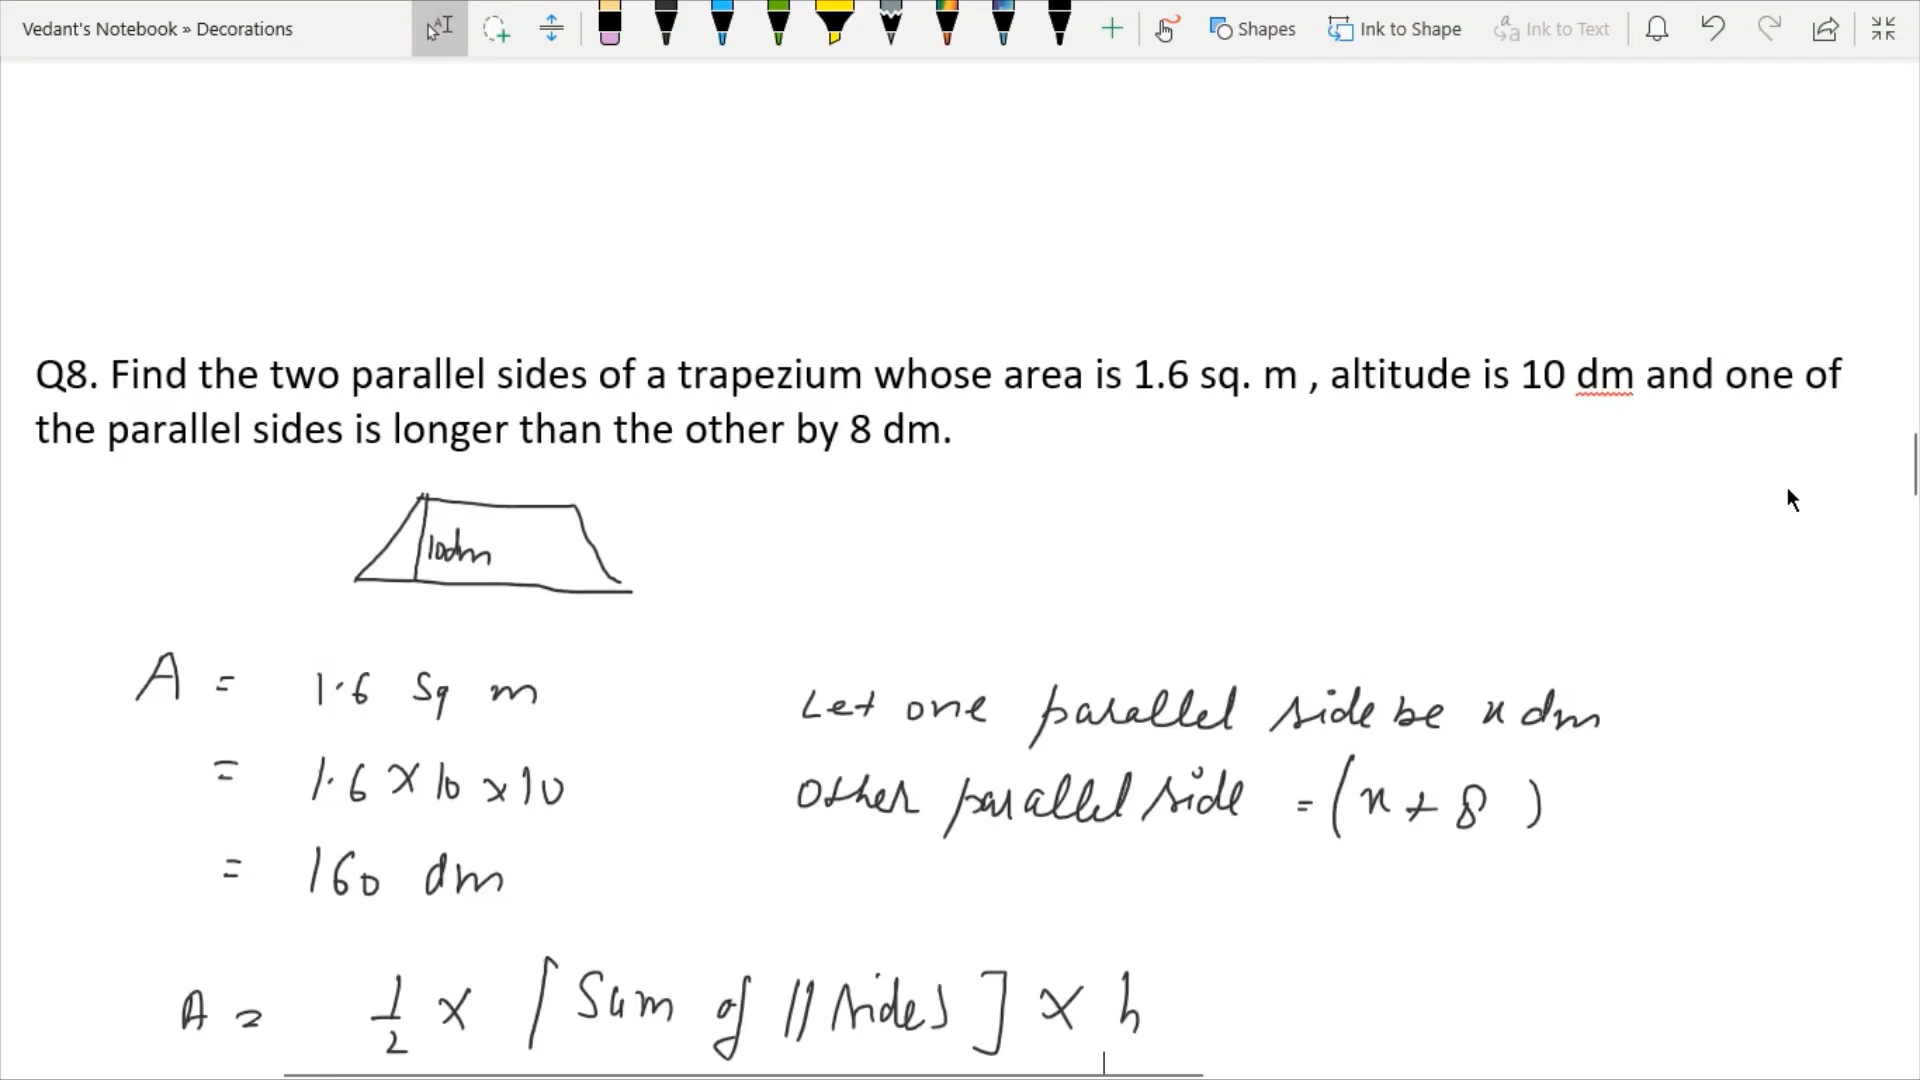 Vedant's Notebook » Decorations Shapes Ink to Shape Ink to Text
Q8. Find the two parallel sides of a trapezium whose area is 1.6 sq. m , altitude is 10 dm and one of
the parallel sides is longer than the other by 8 dm.
10dm
A = 1.6 Sq m
= 1.6 × 10 × 10
= 160 dm
Let one parallel side be x dm
Other parallel side = (x + 8 )
A = 1/2 × [Sum of || sides] × h